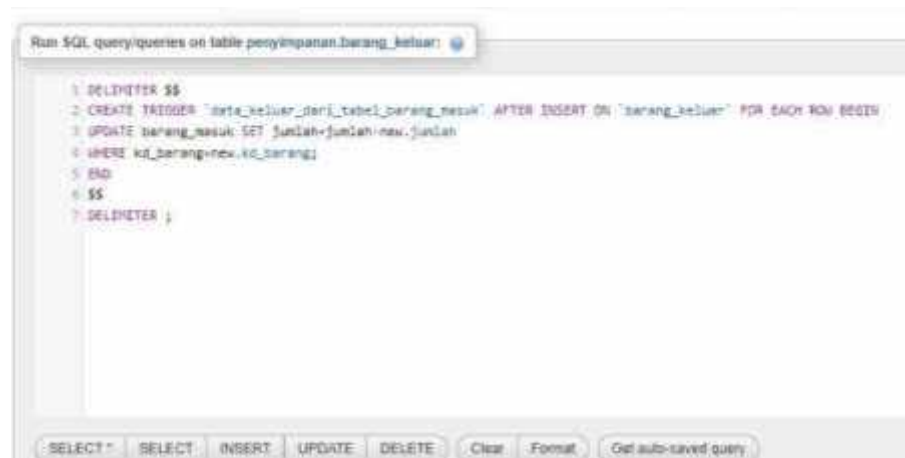 Run SQL query/queries on table penyimpanan.barang_keluar:
1 DELIMITER $$
2 CREATE TRIGGER `data_keluar_dari_tabel_barang_masuk` AFTER INSERT ON `barang_keluar` FOR EACH ROW BEGIN
3 UPDATE barang_masuk SET jumlah=jumlah-new.jumlah
4 WHERE kd_barang=new.kd_barang;
5 END
6 $$
7 DELIMITER ;
SELECT * SELECT INSERT UPDATE DELETE Clear Format Get auto-saved query